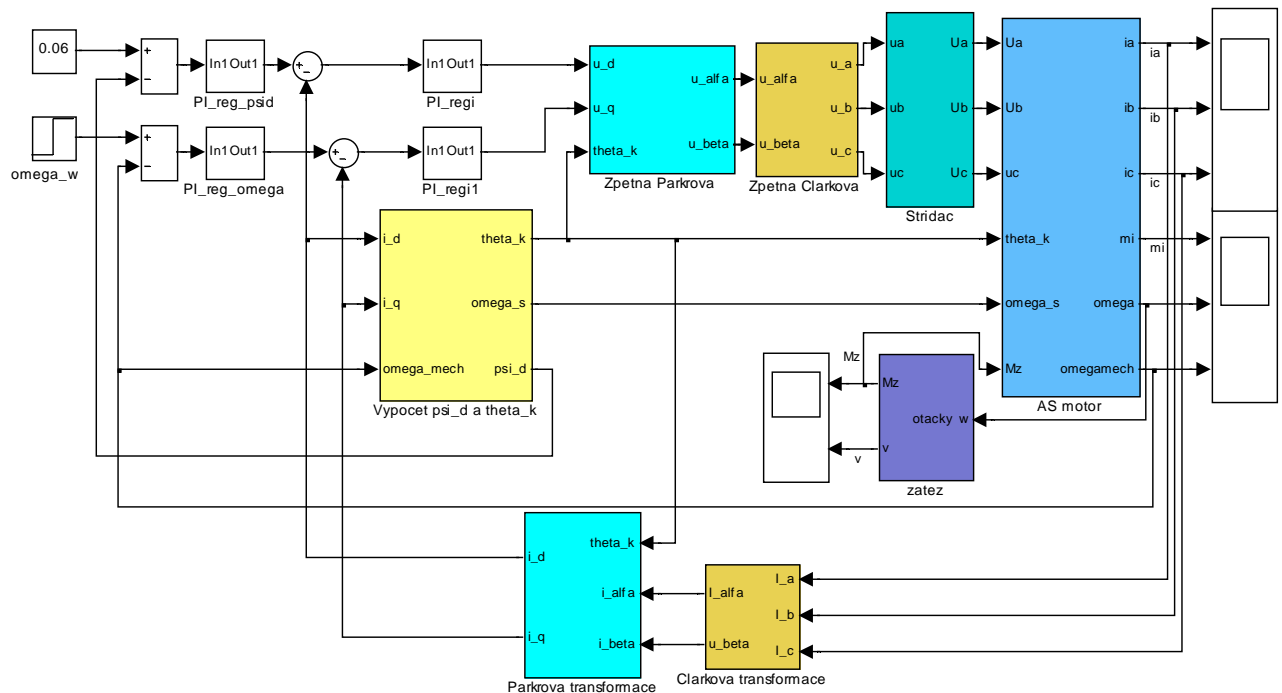 0.06
+
−
In1 Out1
PI_reg_psid
+
−
In1 Out1
PI_regi
omega_w
+
−
In1 Out1
PI_reg_omega
+
−
In1 Out1
PI_regi1
u_d
u_q
theta_k
u_alfa
u_beta
Zpetna Parkrova
u_alfa
u_beta
u_a
u_b
u_c
Zpetna Clarkova
ua
ub
uc
Ua
Ub
Uc
Stridac
Ua
Ub
uc
theta_k
omega_s
Mz
ia
ib
ic
mi
omega
omegamech
AS motor
ia
ib
ic
mi
i_d
i_q
omega_mech
theta_k
omega_s
psi_d
Vypocet psi_d a theta_k
Mz
v
Mz
v
otacky w
zatez
theta_k
i_alfa
i_beta
i_d
i_q
Parkrova transformace
I_alfa
u_beta
I_a
I_b
I_c
Clarkova transformace